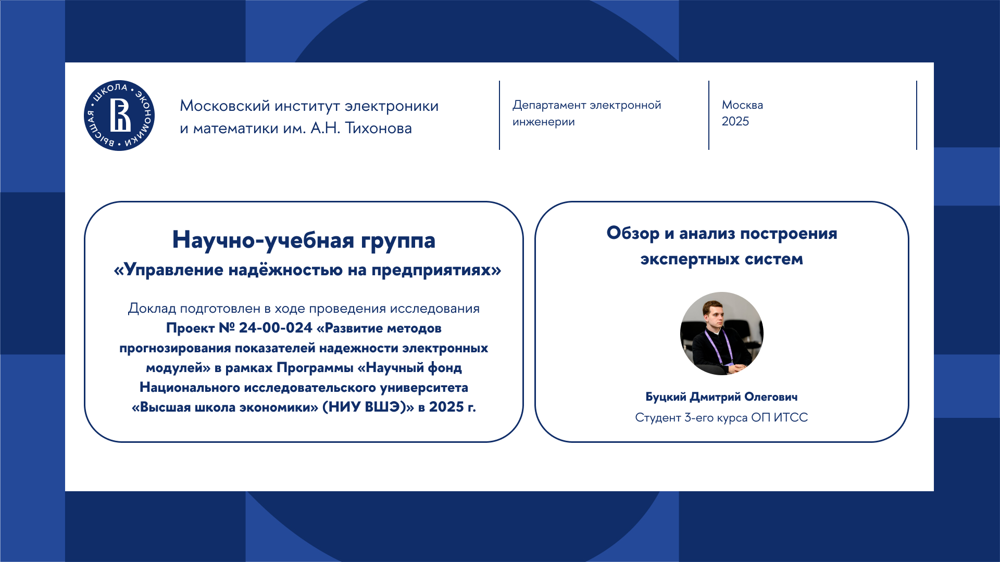 ВЫСШАЯ • ШКОЛА • ЭКОНОМИКИ •
Московский институт электроники
и математики им. А.Н. Тихонова
Департамент электронной
инженерии
Москва
2025
Научно-учебная группа
«Управление надёжностью на предприятиях»
Доклад подготовлен в ходе проведения исследования
Проект № 24-00-024 «Развитие методов
прогнозирования показателей надежности электронных
модулей» в рамках Программы «Научный фонд
Национального исследовательского университета
«Высшая школа экономики» (НИУ ВШЭ)» в 2025 г.
Обзор и анализ построения
экспертных систем
Буцкий Дмитрий Олегович
Студент 3-его курса ОП ИТСС